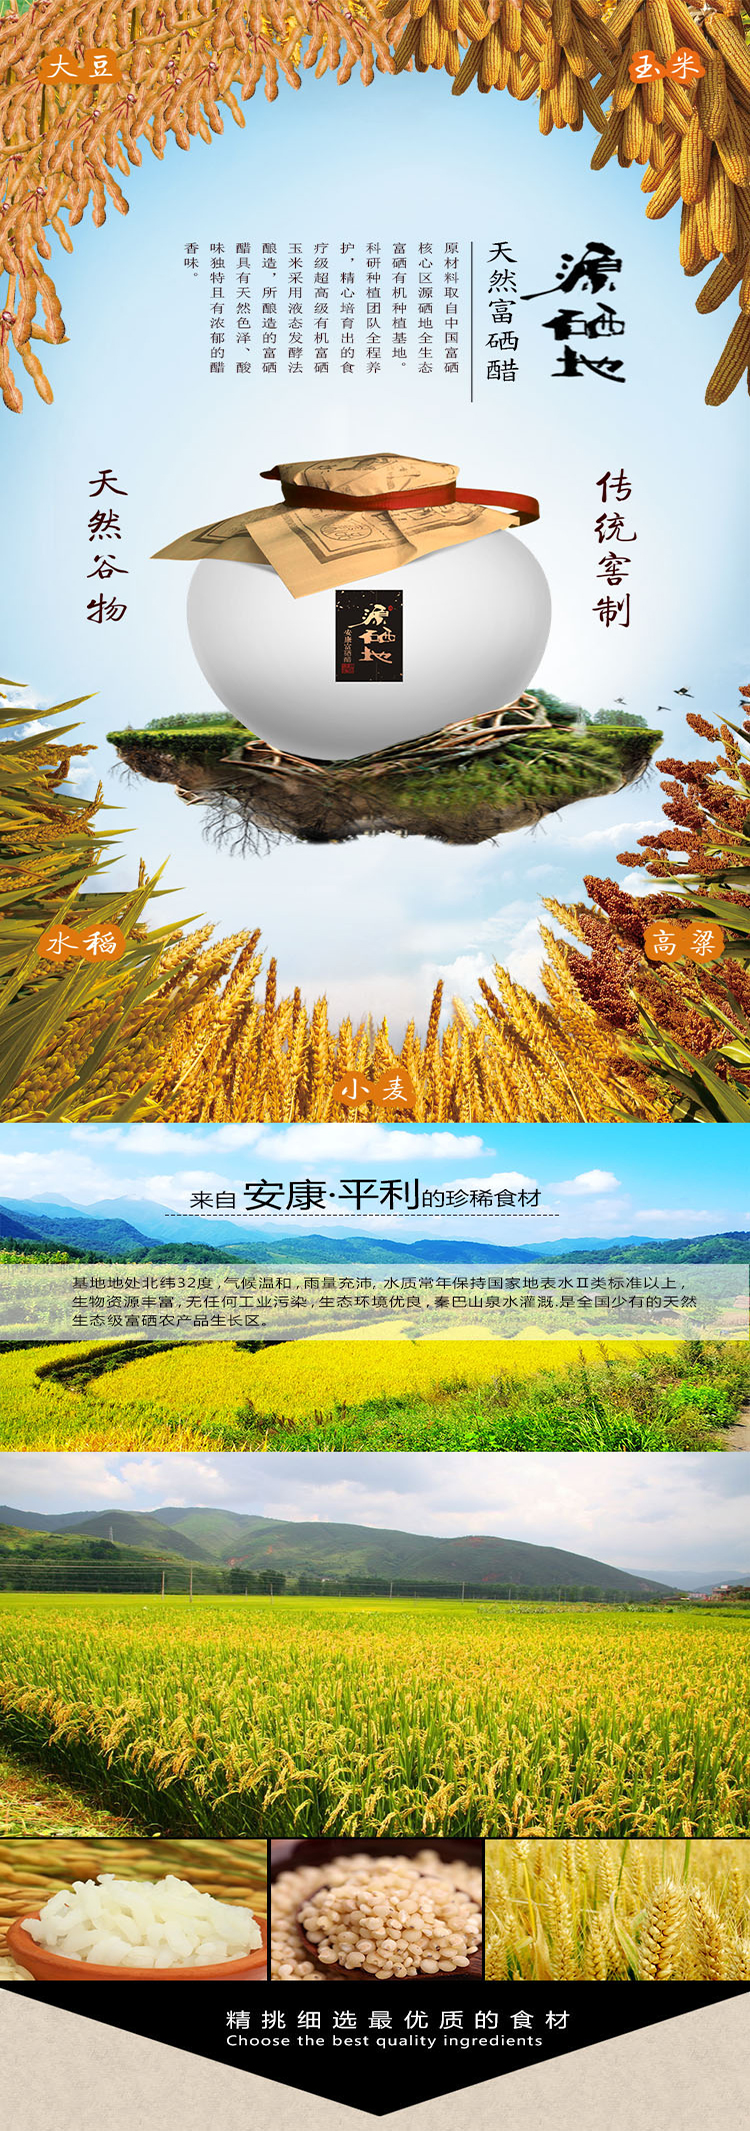 大豆
玉米
源硒地
天然富硒醋
原材料取自中国富硒
核心区源硒地全生态
富硒有机种植基地。
科研种植团队全程养
护，精心培育出的食
疗级超高级有机富硒
玉米采用液态发酵法
酿造，所酿造的富硒
醋具有天然色泽、酸
味独特且有浓郁的醋
香味。
天然谷物
传统窖制
源硒地
安康富硒醋
水稻
高粱
小麦
来自 安康·平利的珍稀食材
基地地处北纬32度,气候温和,雨量充沛, 水质常年保持国家地表水II类标准以上,
生物资源丰富,无任何工业污染,生态环境优良,秦巴山泉水灌溉.是全国少有的天然
生态级富硒农产品生长区。
精挑细选最优质的食材
Choose the best quality ingredients